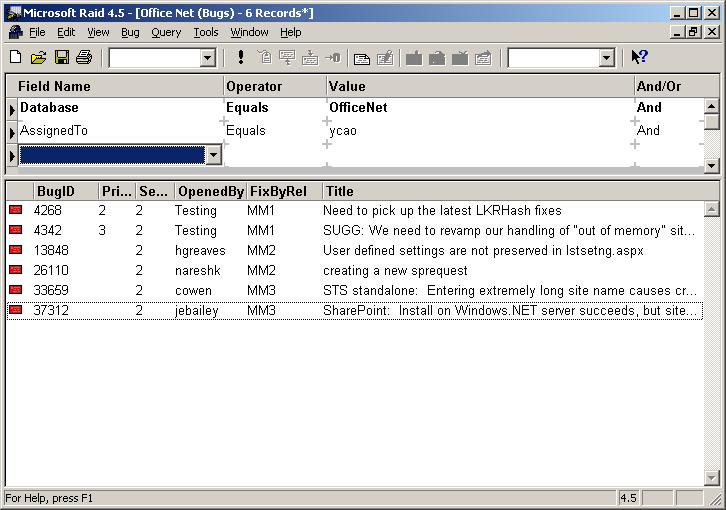 Microsoft Raid 4.5 - [Office Net (Bugs) - 6 Records*]
File Edit View Bug Query Tools Window Help
Field Name Operator Value And/Or
Database Equals OfficeNet And
AssignedTo Equals ycao And
BugID Pri... Se... OpenedBy FixByRel Title
4268 2 2 Testing MM1 Need to pick up the latest LKRHash fixes
4342 3 2 Testing MM1 SUGG: We need to revamp our handling of "out of memory" sit...
13848 2 hgreaves MM2 User defined settings are not preserved in lstsetng.aspx
26110 2 nareshk MM2 creating a new sprequest
33659 2 cowen MM3 STS standalone: Entering extremely long site name causes cr...
37312 2 jebailey MM3 SharePoint: Install on Windows.NET server succeeds, but site...
For Help, press F1 4.5